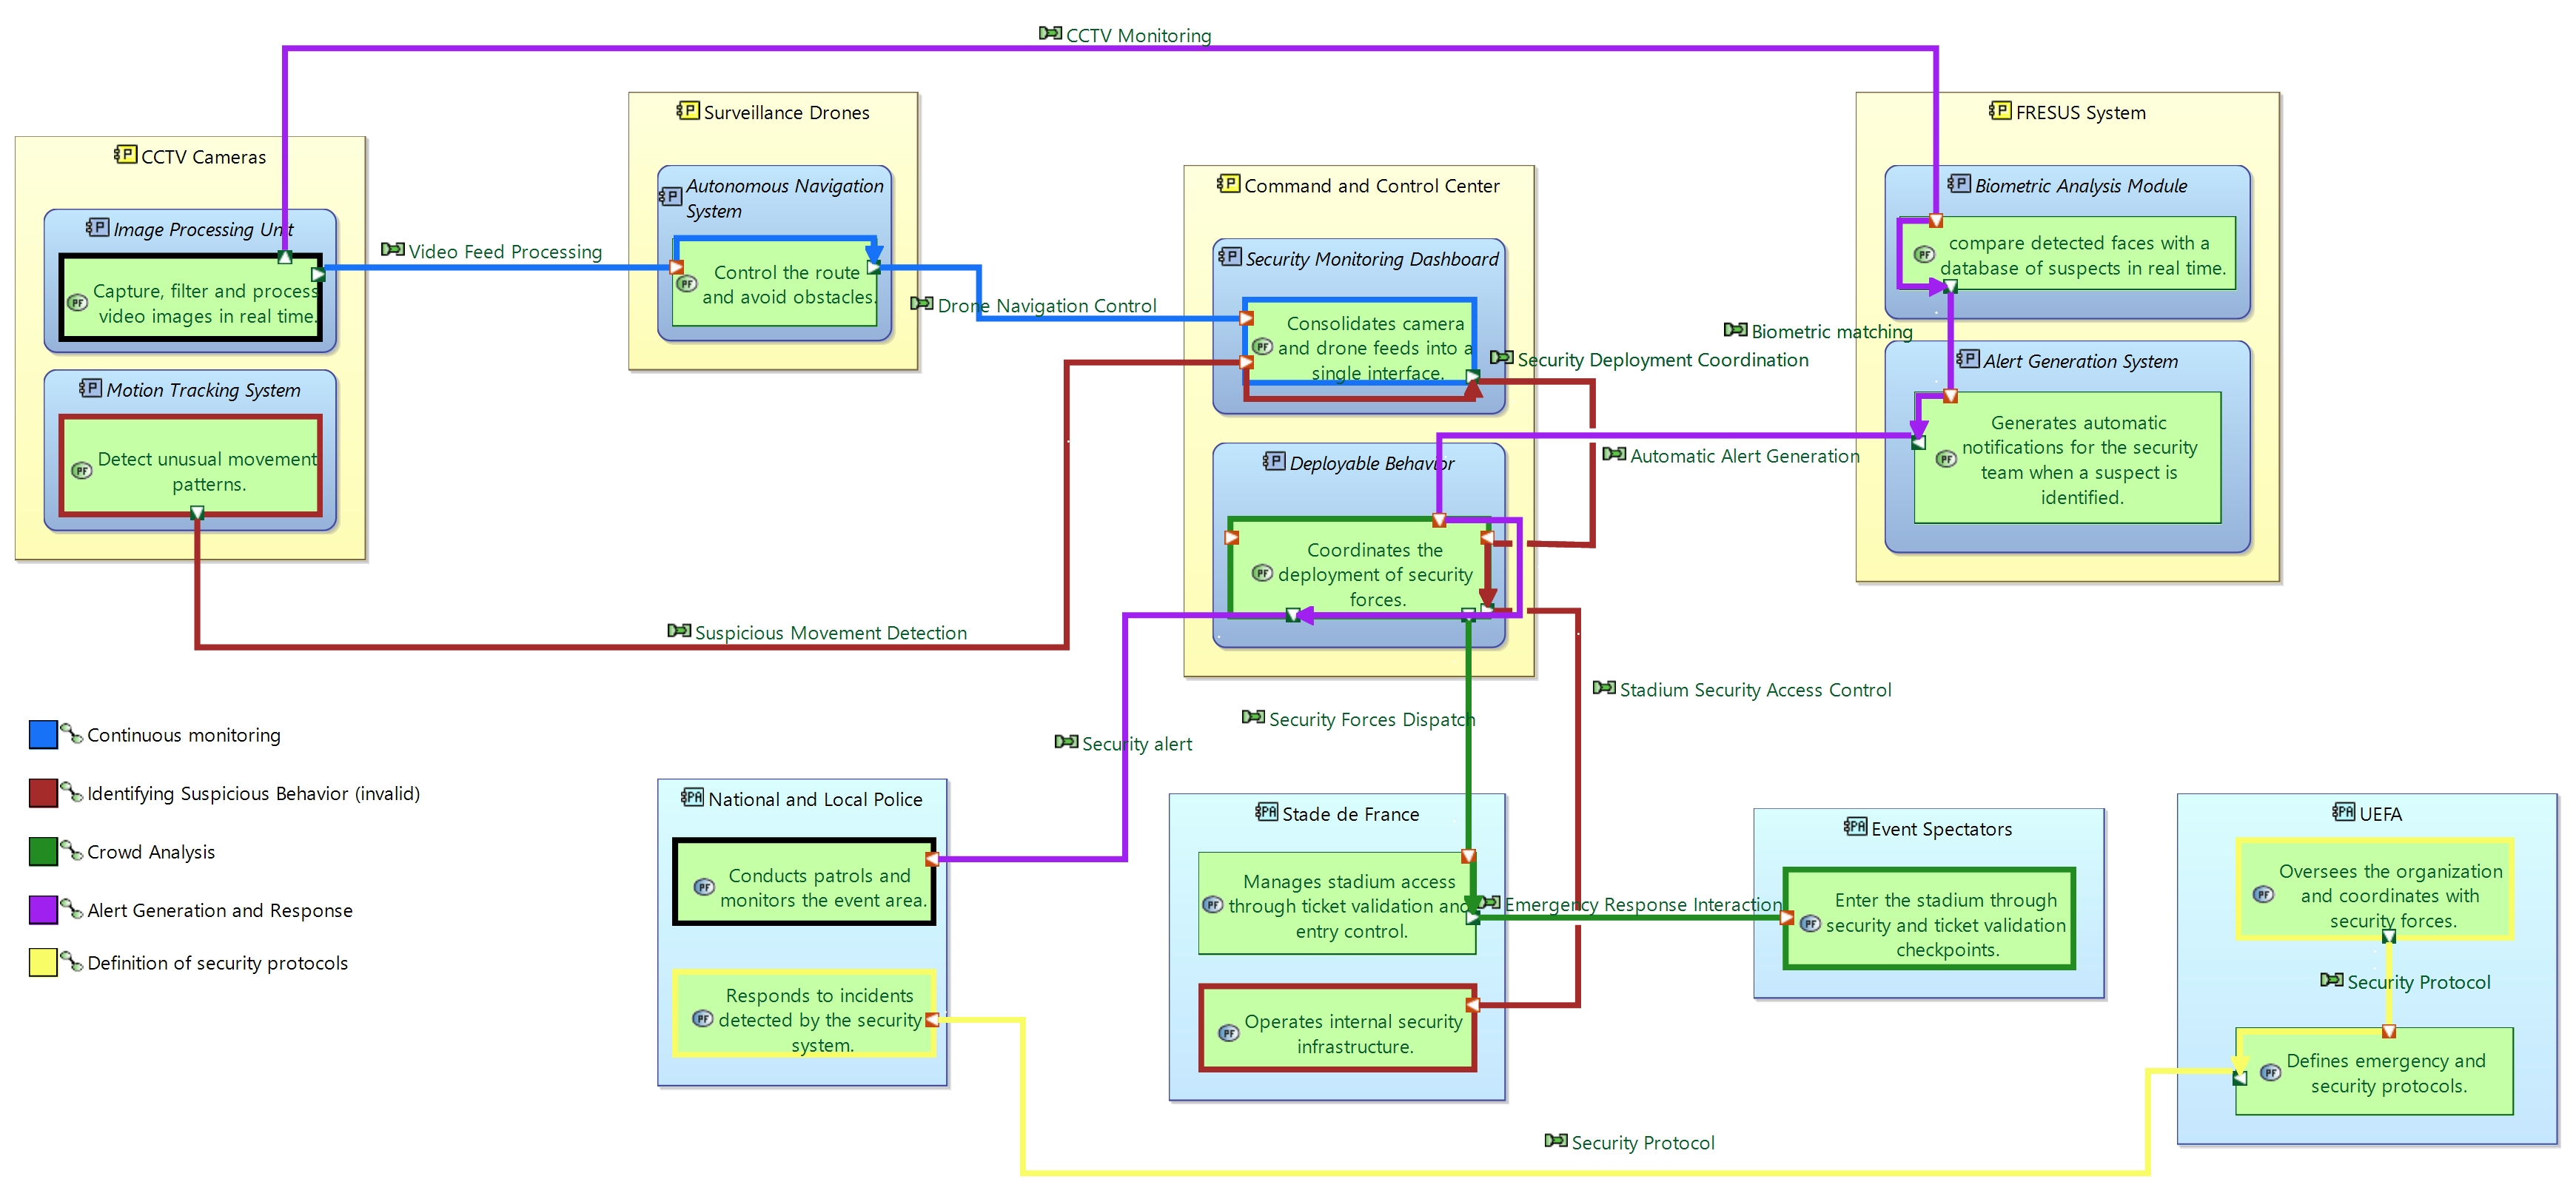 CCTV Monitoring
Surveillance Drones
Autonomous Navigation
System
Control the route
and avoid obstacles.
FRESUS System
Biometric Analysis Module
compare detected faces with a
database of suspects in real time.
Biometric matching
Alert Generation System
Generates automatic
notifications for the security
team when a suspect is
identified.
CCTV Cameras
Image Processing Unit
Capture, filter and process
video images in real time.
Motion Tracking System
Detect unusual movement
patterns.
Video Feed Processing
Drone Navigation Control
Command and Control Center
Security Monitoring Dashboard
Consolidates camera
and drone feeds into a
single interface.
Security Deployment Coordination
Automatic Alert Generation
Deployable Behavior
Coordinates the
deployment of security
forces.
Suspicious Movement Detection
Stadium Security Access Control
Security Forces Dispatch
Security alert
Continuous monitoring
Identifying Suspicious Behavior (invalid)
Crowd Analysis
Alert Generation and Response
Definition of security protocols
National and Local Police
Conducts patrols and
monitors the event area.
Responds to incidents
detected by the security
system.
Stade de France
Manages stadium access
through ticket validation and
entry control.
Operates internal security
infrastructure.
Emergency Response Interaction
Event Spectators
Enter the stadium through
security and ticket validation
checkpoints.
UEFA
Oversees the organization
and coordinates with
security forces.
Security Protocol
Defines emergency and
security protocols.
Security Protocol